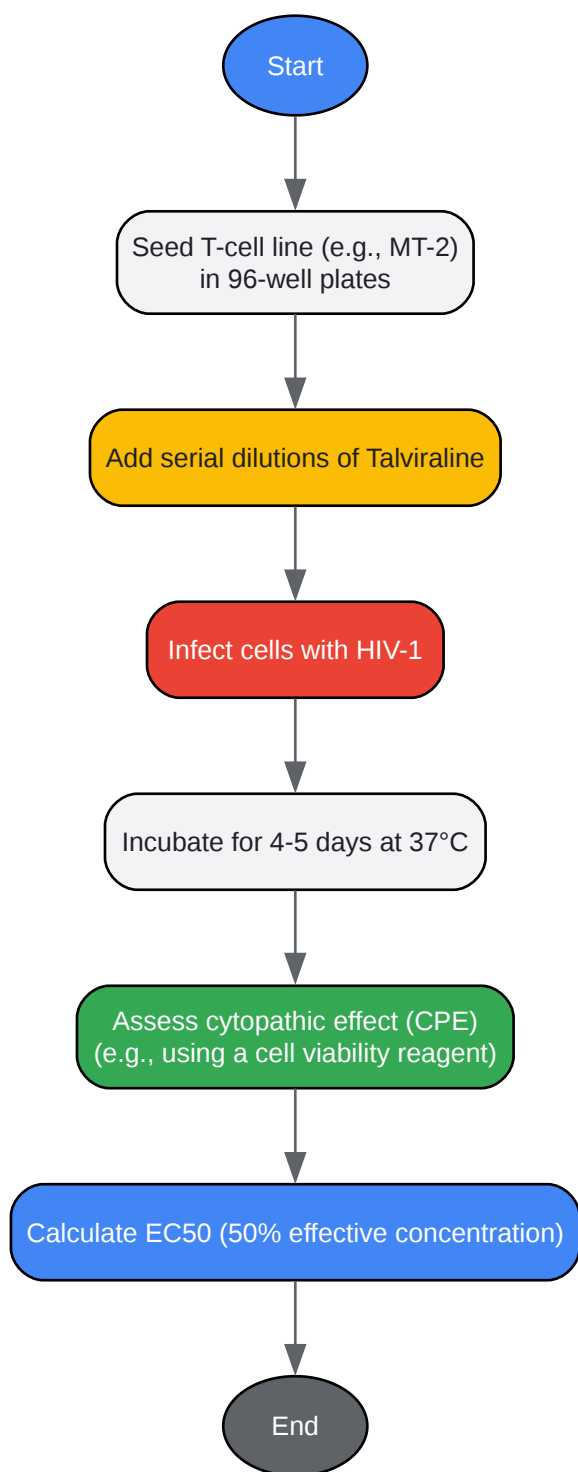 Start
Seed T-cell line (e.g., MT-2)
in 96-well plates
Add serial dilutions of Talviraline
Infect cells with HIV-1
Incubate for 4-5 days at 37°C
Assess cytopathic effect (CPE)
(e.g., using a cell viability reagent)
Calculate EC50 (50% effective concentration)
End